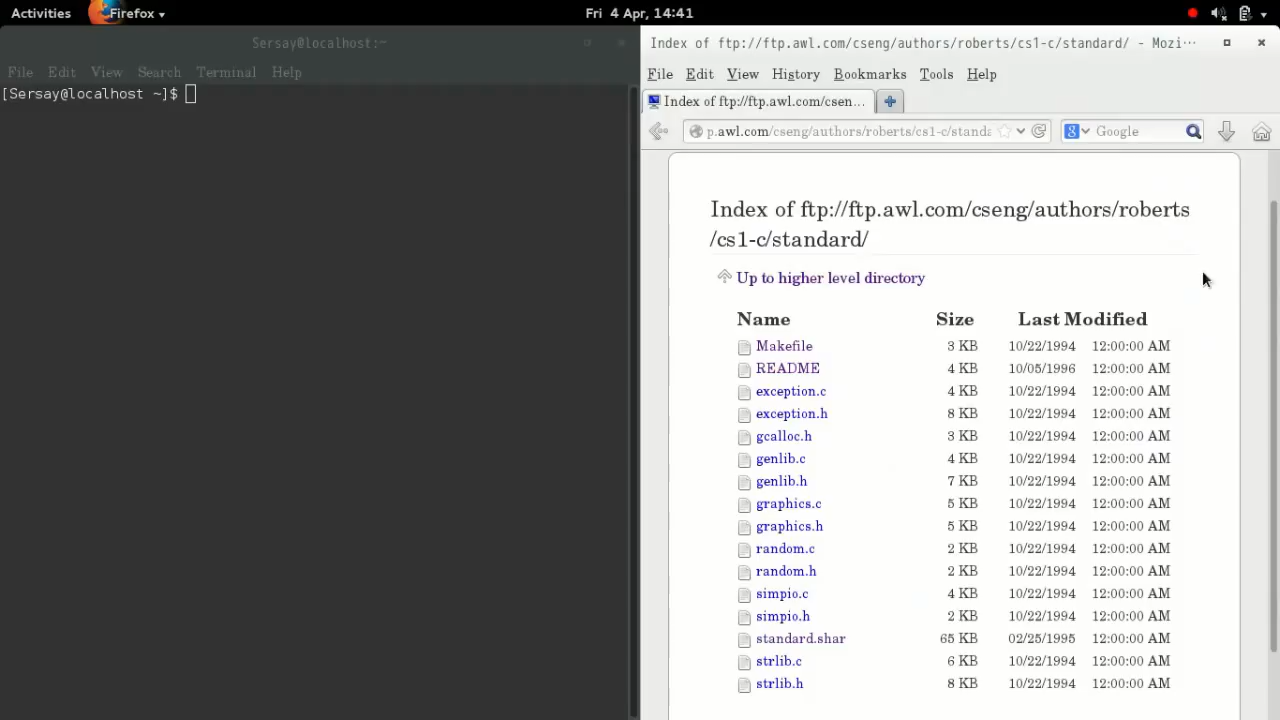 Activities Firefox Fri 4 Apr, 14:41
Sersay@localhost:~
File Edit View Search Terminal Help
[Sersay@localhost ~]$
Index of ftp://ftp.awl.com/cseng/authors/roberts/cs1-c/standard/ - Mozi···
File Edit View History Bookmarks Tools Help
Index of ftp://ftp.awl.com/csen...
p.awl.com/cseng/authors/roberts/cs1-c/standa Google
Index of ftp://ftp.awl.com/cseng/authors/roberts
/cs1-c/standard/
Up to higher level directory
Name Size Last Modified
Makefile 3 KB 10/22/1994 12:00:00 AM
README 4 KB 10/05/1996 12:00:00 AM
exception.c 4 KB 10/22/1994 12:00:00 AM
exception.h 8 KB 10/22/1994 12:00:00 AM
gcalloc.h 3 KB 10/22/1994 12:00:00 AM
genlib.c 4 KB 10/22/1994 12:00:00 AM
genlib.h 7 KB 10/22/1994 12:00:00 AM
graphics.c 5 KB 10/22/1994 12:00:00 AM
graphics.h 5 KB 10/22/1994 12:00:00 AM
random.c 2 KB 10/22/1994 12:00:00 AM
random.h 2 KB 10/22/1994 12:00:00 AM
simpio.c 4 KB 10/22/1994 12:00:00 AM
simpio.h 2 KB 10/22/1994 12:00:00 AM
standard.shar 65 KB 02/25/1995 12:00:00 AM
strlib.c 6 KB 10/22/1994 12:00:00 AM
strlib.h 8 KB 10/22/1994 12:00:00 AM